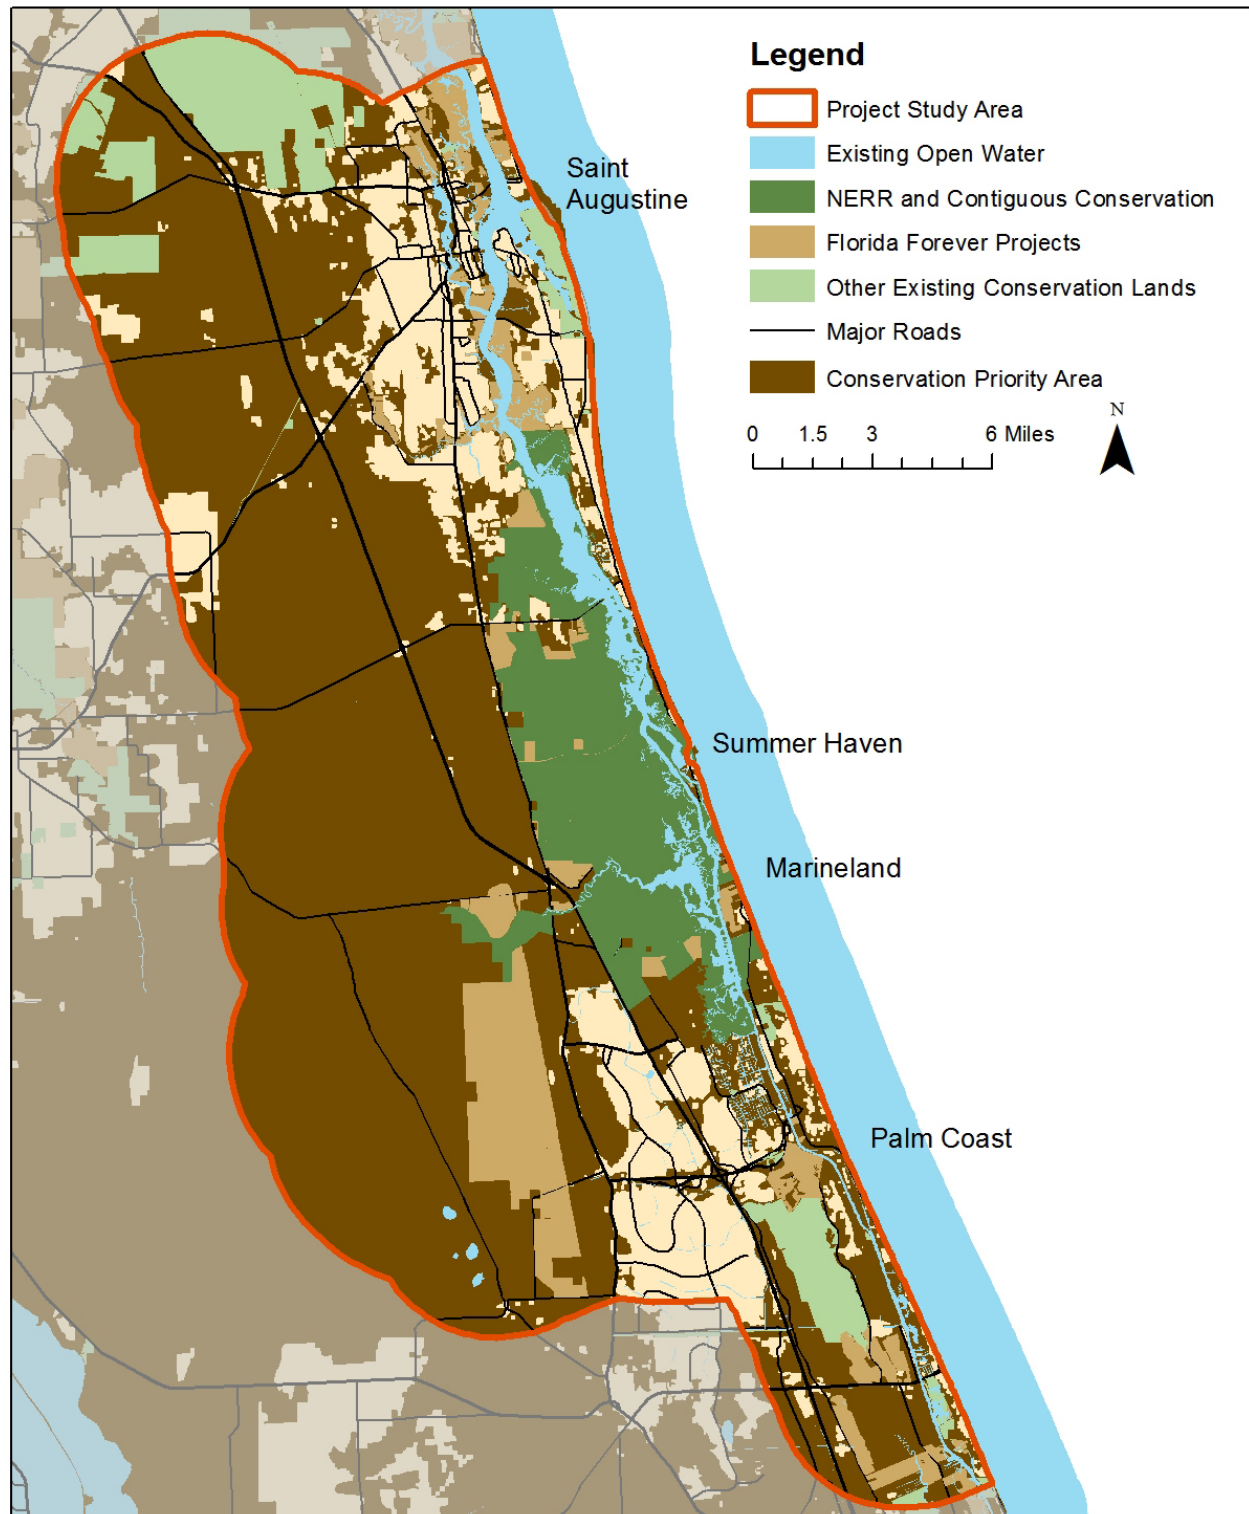 Legend
Project Study Area
Existing Open Water
NERR and Contiguous Conservation
Florida Forever Projects
Other Existing Conservation Lands
Major Roads
Conservation Priority Area
N
0 1.5 3 6 Miles
Saint
Augustine
Summer Haven
Marineland
Palm Coast